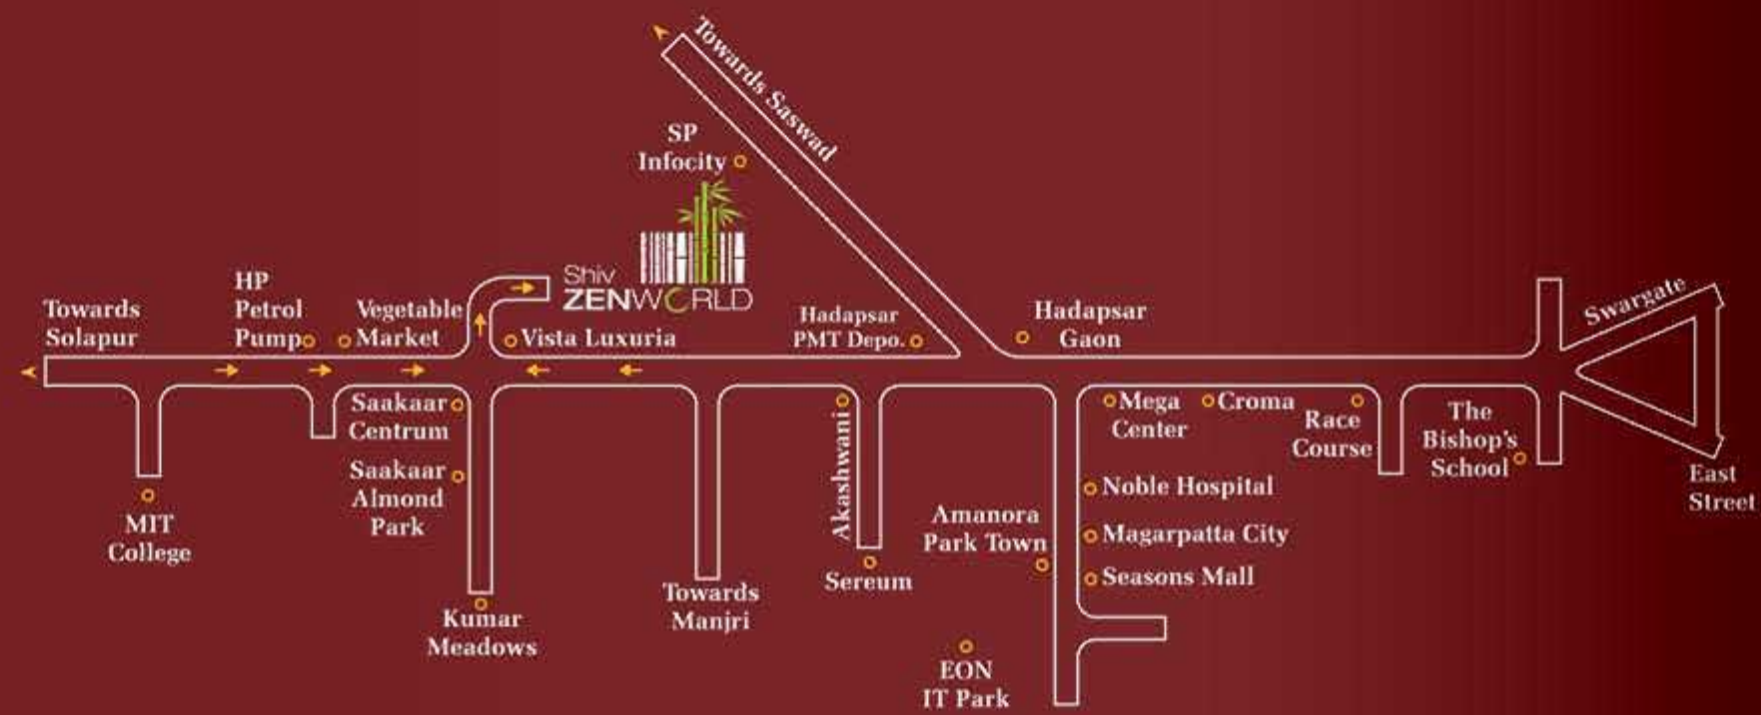 Towards Saswad
SP
Infocity
Shiv
ZENWORLD
Towards
Solapur
HP
Petrol
Pump
Vegetable
Market
Vista Luxuria
Hadapsar
PMT Depo.
Hadapsar
Gaon
Swargate
East
Street
Saakaar
Centrum
Saakaar
Almond
Park
MIT
College
Kumar
Meadows
Towards
Manjri
Akashwani
Sereum
Mega
Center
Croma
Race
Course
The
Bishop's
School
Noble Hospital
Amanora
Park Town
Magarpatta City
Seasons Mall
EON
IT Park